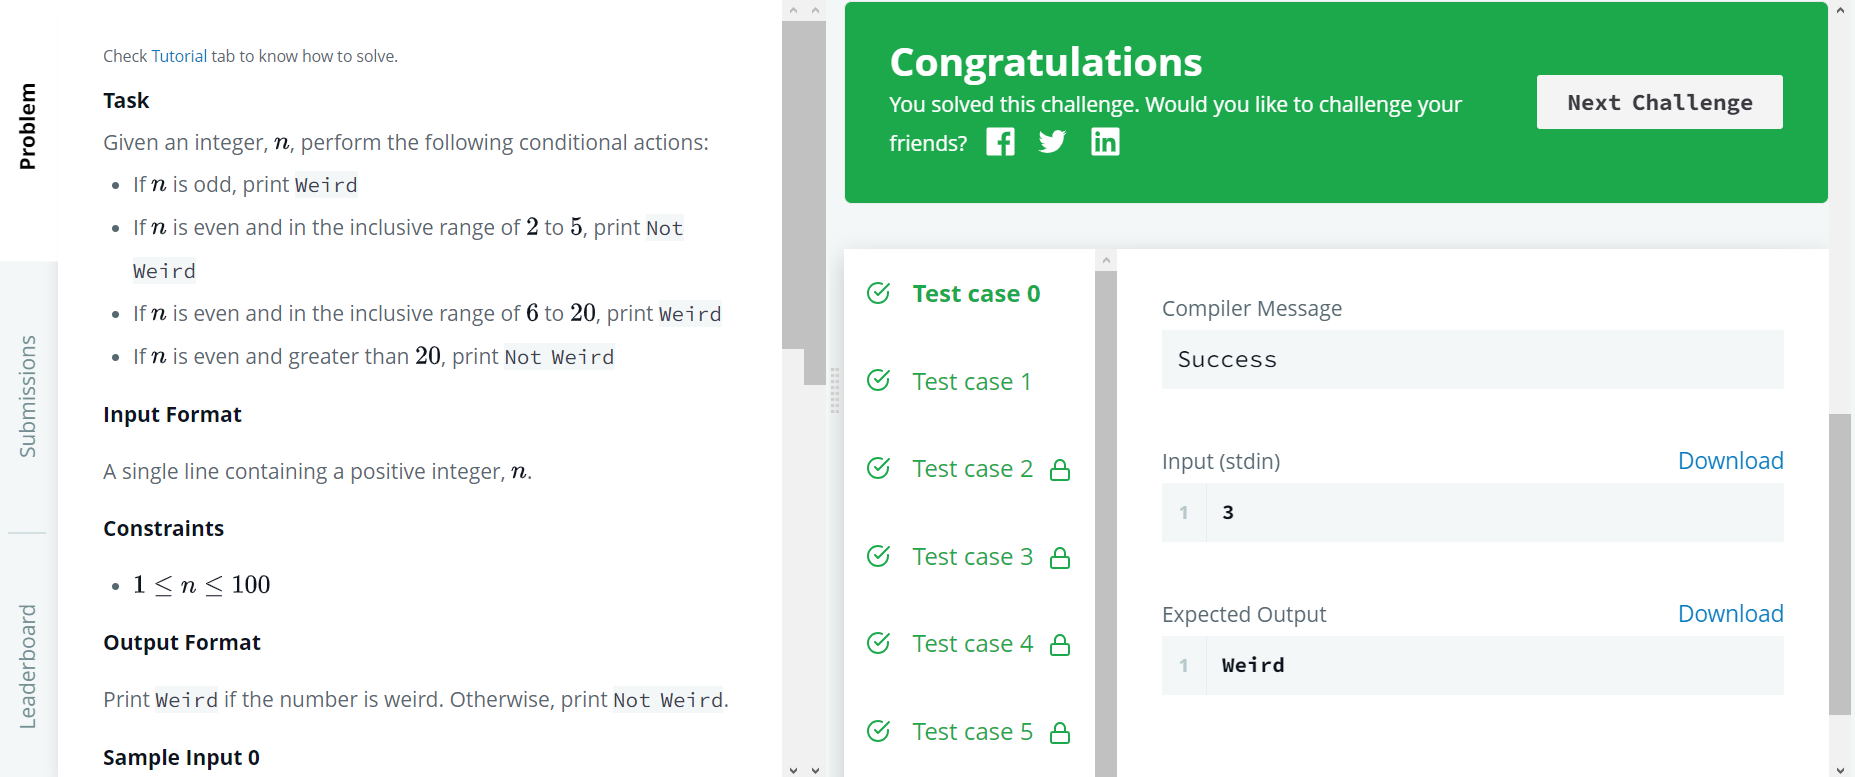 Problem
Submissions
Leaderboard
Check Tutorial tab to know how to solve.
Task
Given an integer, n, perform the following conditional actions:
If n is odd, print Weird
If n is even and in the inclusive range of 2 to 5, print Not
Weird
If n is even and in the inclusive range of 6 to 20, print Weird
If n is even and greater than 20, print Not Weird
Input Format
A single line containing a positive integer, n.
Constraints
1 ≤ n ≤ 100
Output Format
Print Weird if the number is weird. Otherwise, print Not Weird.
Sample Input 0
Congratulations
You solved this challenge. Would you like to challenge your
friends?
Next Challenge
Test case 0
Test case 1
Test case 2
Test case 3
Test case 4
Test case 5
Compiler Message
Success
Input (stdin) Download
1 3
Expected Output Download
1 Weird